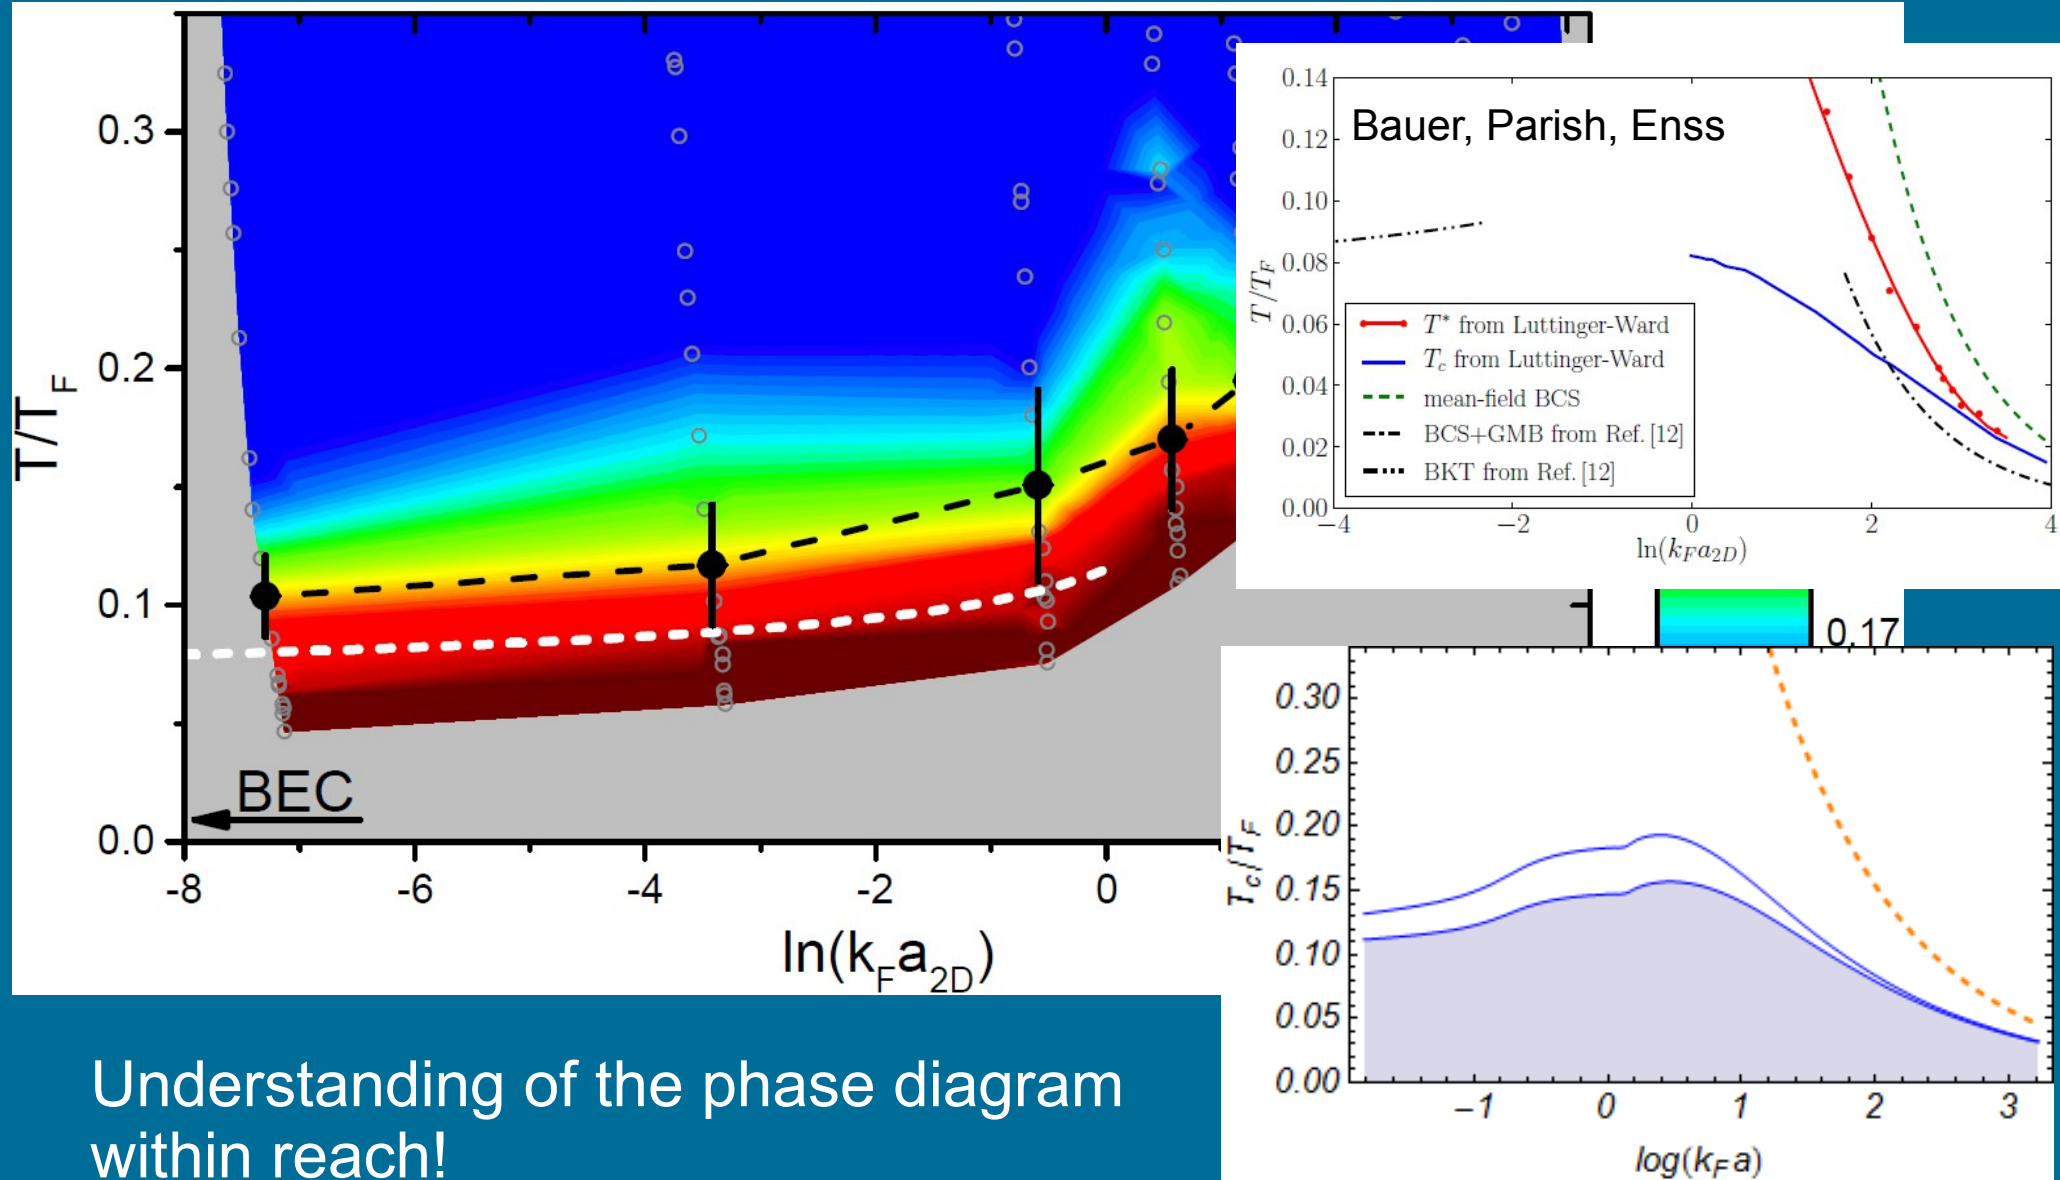 0.3
0.2
0.1
0.0
T/T_F
BEC
-8 -6 -4 -2 0
ln(k_F a_2D)
Bauer, Parish, Enss
0.14
0.12
0.10
0.08
0.06
0.04
0.02
0.00
T/T_F
T* from Luttinger-Ward
T_c from Luttinger-Ward
mean-field BCS
BCS+GMB from Ref. [12]
BKT from Ref. [12]
−4 −2 0 2 4
ln(k_F a_2D)
0.17
0.30
0.25
0.20
0.15
0.10
0.05
0.00
T_c/T_F
−1 0 1 2 3
log(k_F a)
Understanding of the phase diagram
within reach!